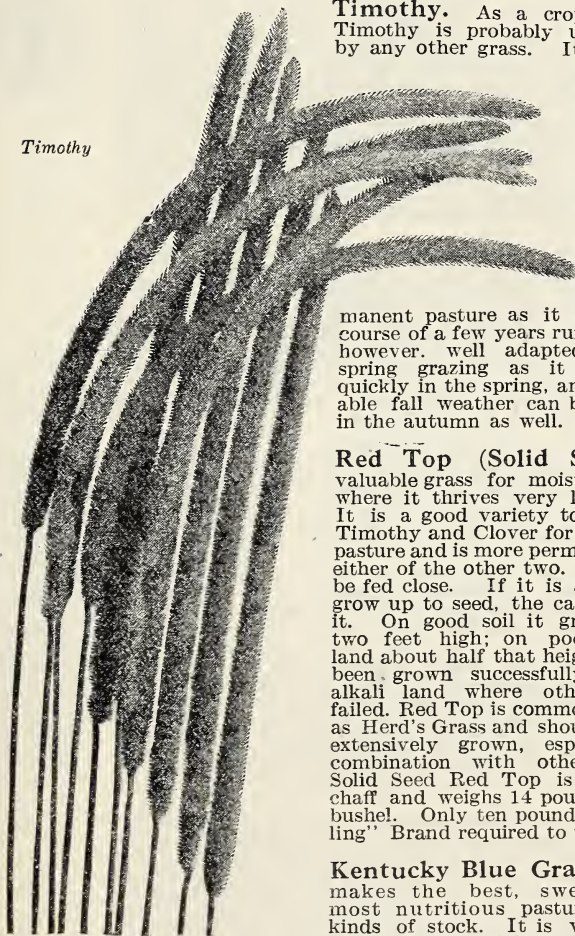 Timothy. As a cro
Timothy is probably u
by any other grass. It
Timothy
manent pasture as it
course of a few years ru
however. well adapted
spring grazing as it
quickly in the spring, an
able fall weather can b
in the autumn as well.
Red Top (Solid S
valuable grass for mois
where it thrives very l
It is a good variety to
Timothy and Clover for
pasture and is more perm
either of the other two.
be fed close. If it is
grow up to seed, the ca
it. On good soil it gr
two feet high; on poo
land about half that heig
been grown successfully
alkali land where oth
failed. Red Top is commo
as Herd's Grass and shou
extensively grown, esp
combination with othe
Solid Seed Red Top is
chaff and weighs 14 pou
bushel. Only ten pound
ling" Brand required to
Kentucky Blue Gra
makes the best, swe
most nutritious pastu
kinds of stock. It is v